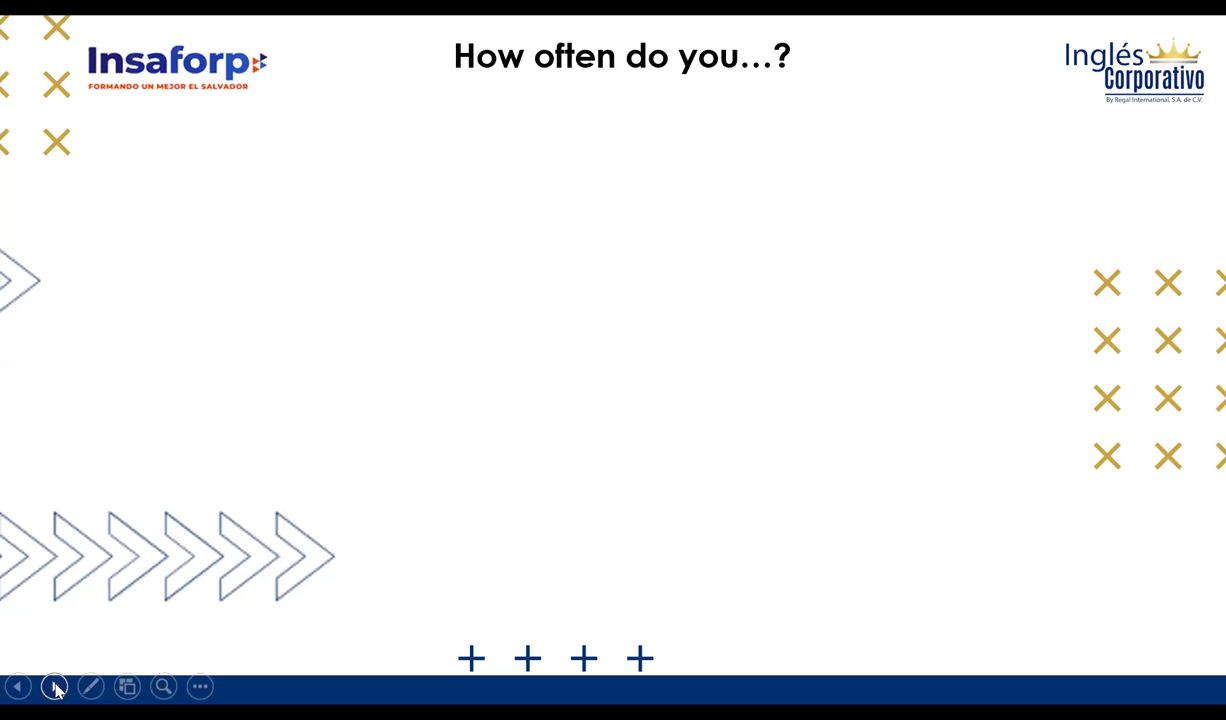 How often do you...?
Insaforp
FORMANDO UN MEJOR EL SALVADOR
Inglés
Corporativo
By Regal International, S.A. de C.V.